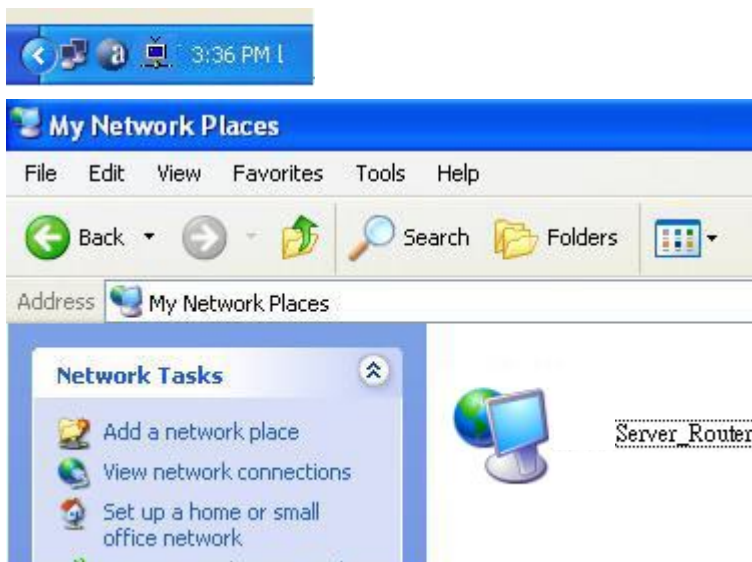 3:36 PM
My Network Places
File Edit View Favorites Tools Help
Back Search Folders
Address My Network Places
Network Tasks
Add a network place
View network connections
Set up a home or small
office network
Server_Router